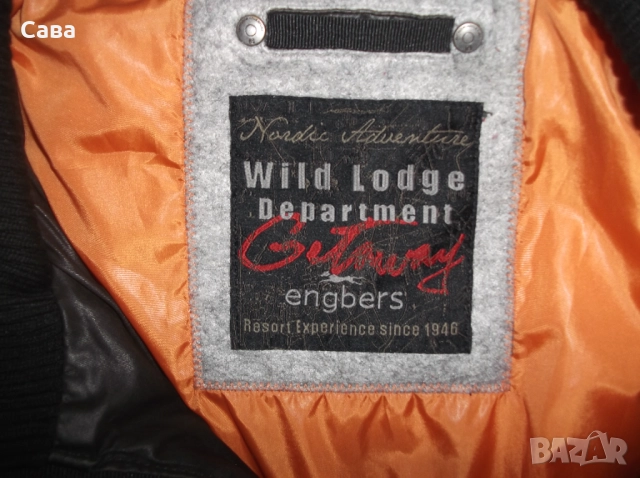 Сава
Nordic Adventure
Wild Lodge
Department
Getaway
engbers
Resort Experience since 1946
BAZAR